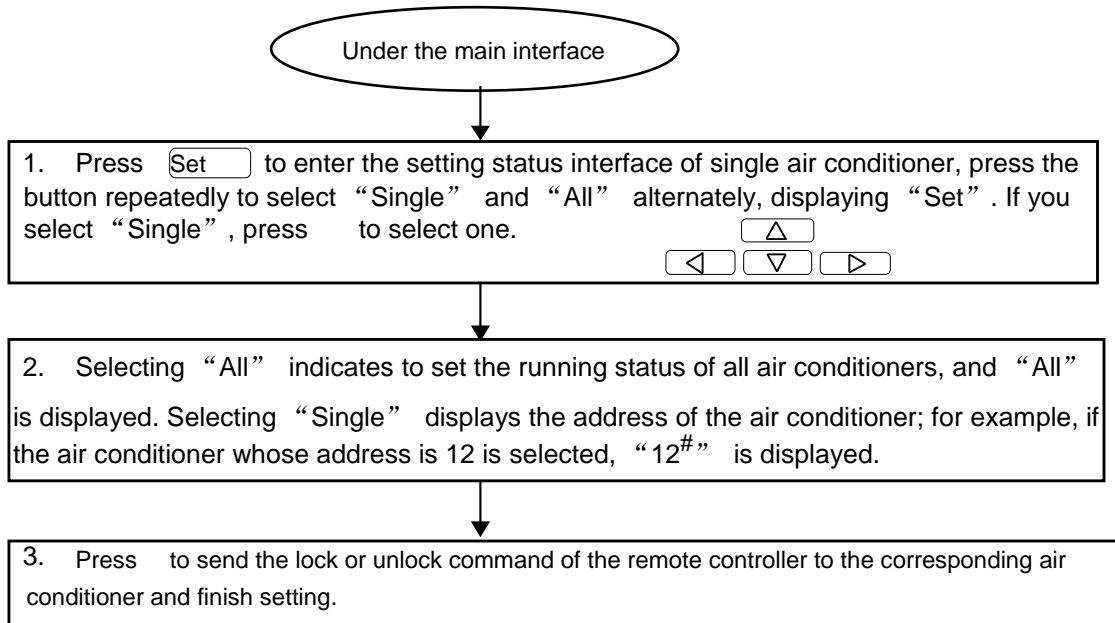 Under the main interface
1. Press Set to enter the setting status interface of single air conditioner, press the
button repeatedly to select “Single” and “All” alternately, displaying “Set”. If you
select “Single”, press to select one.
2. Selecting “All” indicates to set the running status of all air conditioners, and “All”
is displayed. Selecting “Single” displays the address of the air conditioner; for example, if
the air conditioner whose address is 12 is selected, “12#” is displayed.
3. Press to send the lock or unlock command of the remote controller to the corresponding air
conditioner and finish setting.